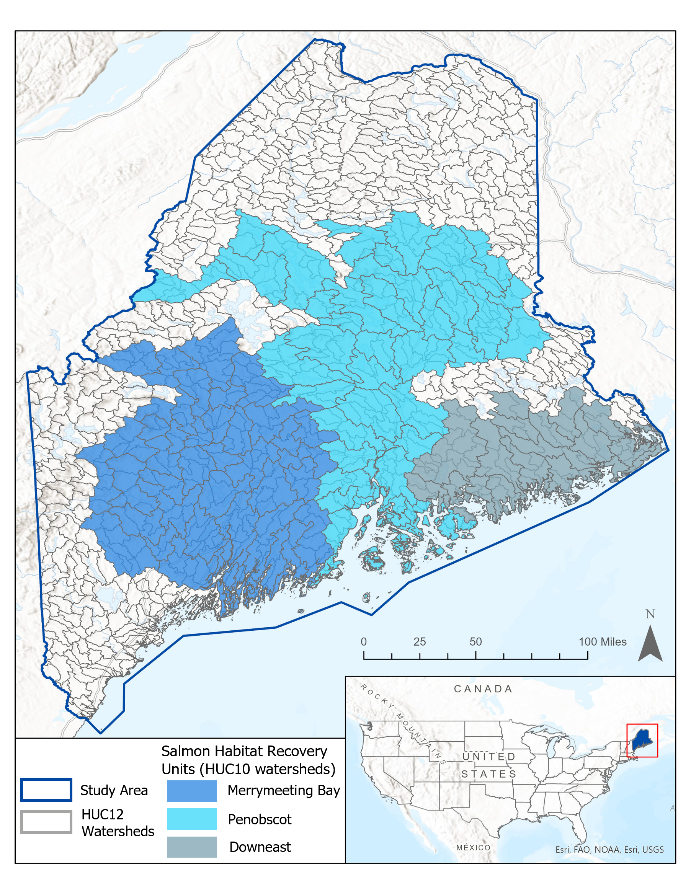 N
0 25 50 100 Miles
Study Area
HUC12
Watersheds
Salmon Habitat Recovery
Units (HUC10 watersheds)
Merrymeeting Bay
Penobscot
Downeast
CANADA
ROCKY MOUNTAINS
UNITED
STATES
MÉXICO
Esri, FAO, NOAA, Esri, USGS